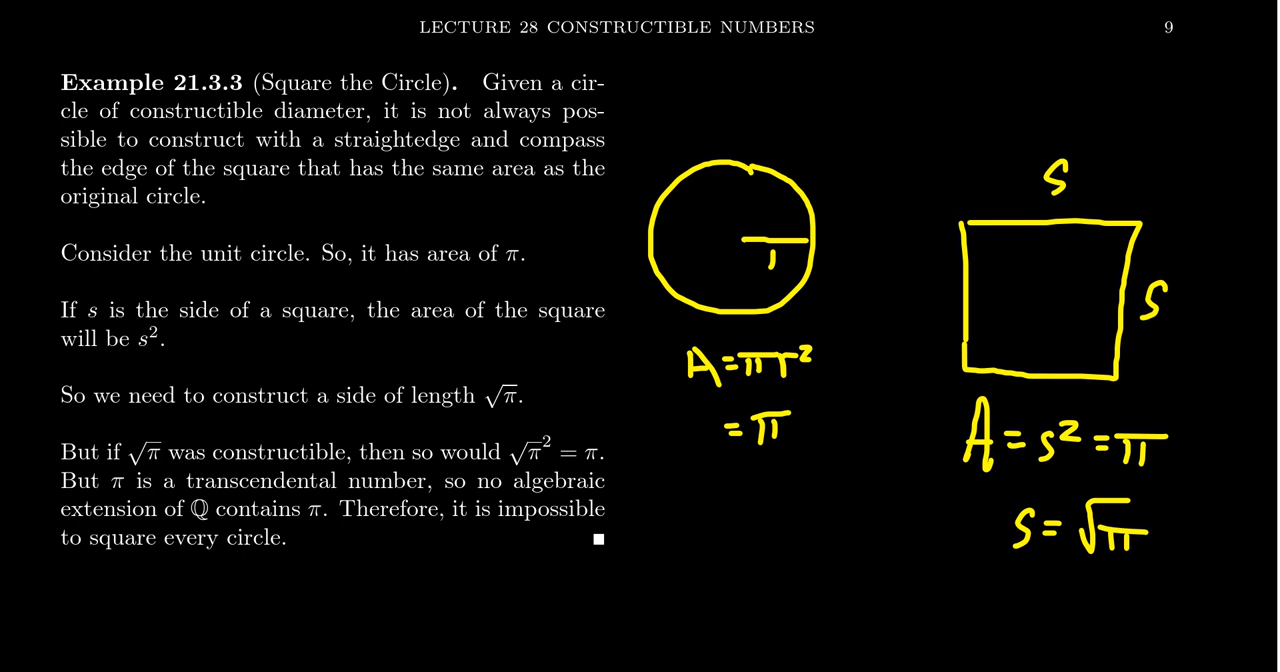 LECTURE 28 CONSTRUCTIBLE NUMBERS 9
Example 21.3.3 (Square the Circle). Given a cir-
cle of constructible diameter, it is not always pos-
sible to construct with a straightedge and compass
the edge of the square that has the same area as the
original circle.
Consider the unit circle. So, it has area of π.
If s is the side of a square, the area of the square
will be s².
So we need to construct a side of length √π.
But if √π was constructible, then so would √π² = π.
But π is a transcendental number, so no algebraic
extension of ℚ contains π. Therefore, it is impossible
to square every circle. ■
1
A = πr²
= π
s
s
A = s² = π
s = √π